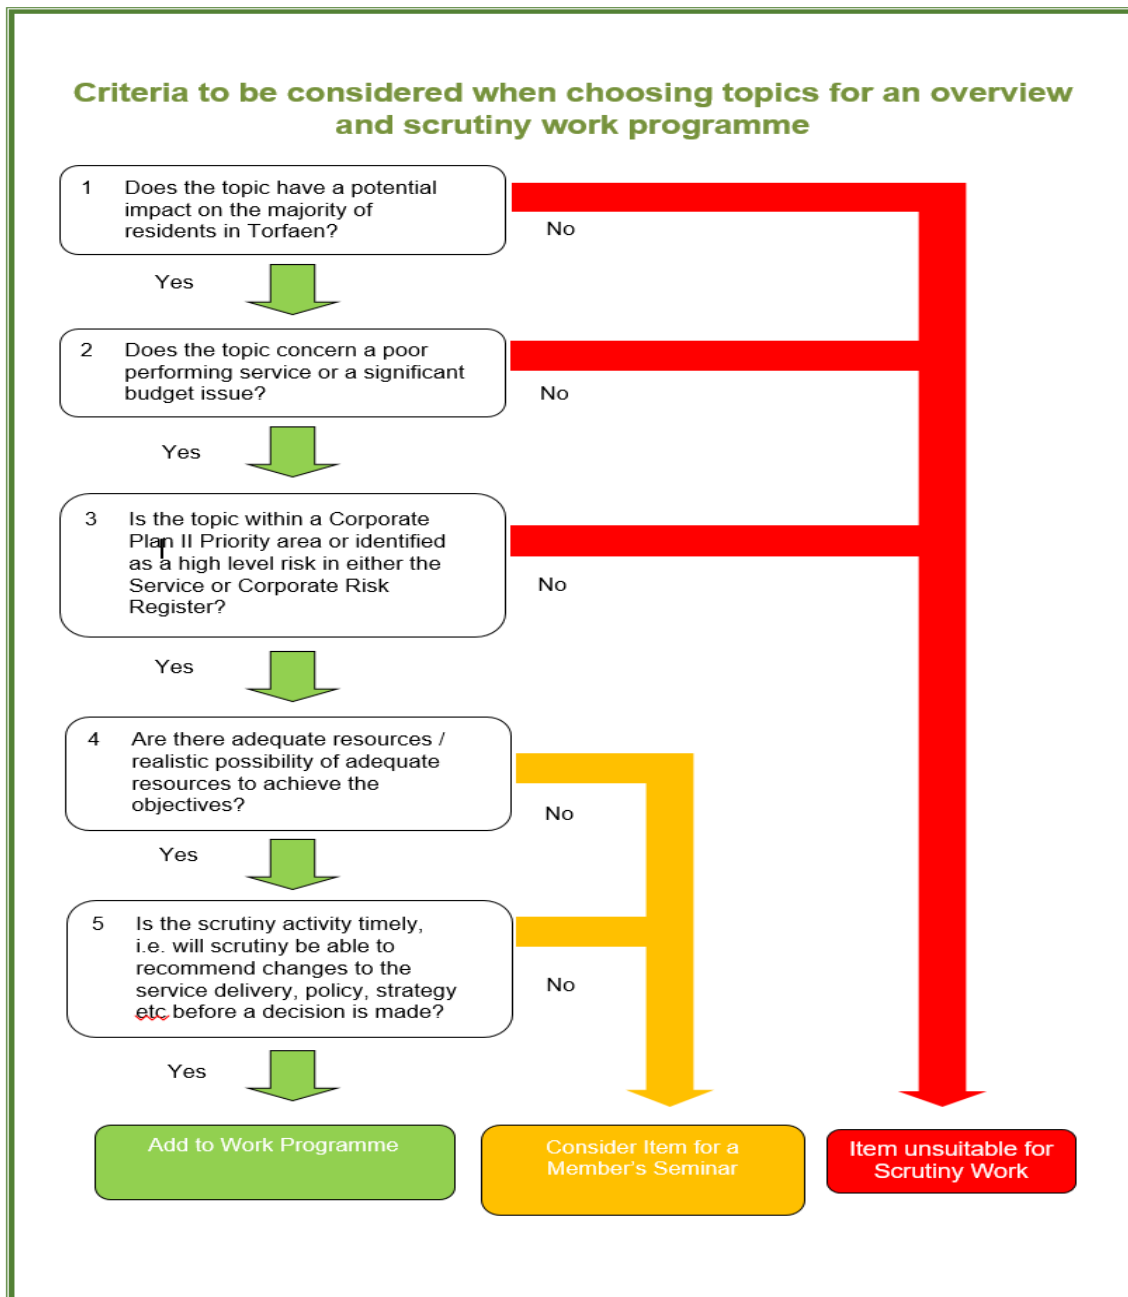 Criteria to be considered when choosing topics for an overview
and scrutiny work programme
1 Does the topic have a potential
impact on the majority of
residents in Torfaen?
No
Yes
2 Does the topic concern a poor
performing service or a significant
budget issue?
No
Yes
3 Is the topic within a Corporate
Plan II Priority area or identified
as a high level risk in either the
Service or Corporate Risk
Register?
No
Yes
4 Are there adequate resources /
realistic possibility of adequate
resources to achieve the
objectives?
No
Yes
5 Is the scrutiny activity timely,
i.e. will scrutiny be able to
recommend changes to the
service delivery, policy, strategy
etc before a decision is made?
No
Yes
Add to Work Programme
Consider Item for a
Member's Seminar
Item unsuitable for
Scrutiny Work